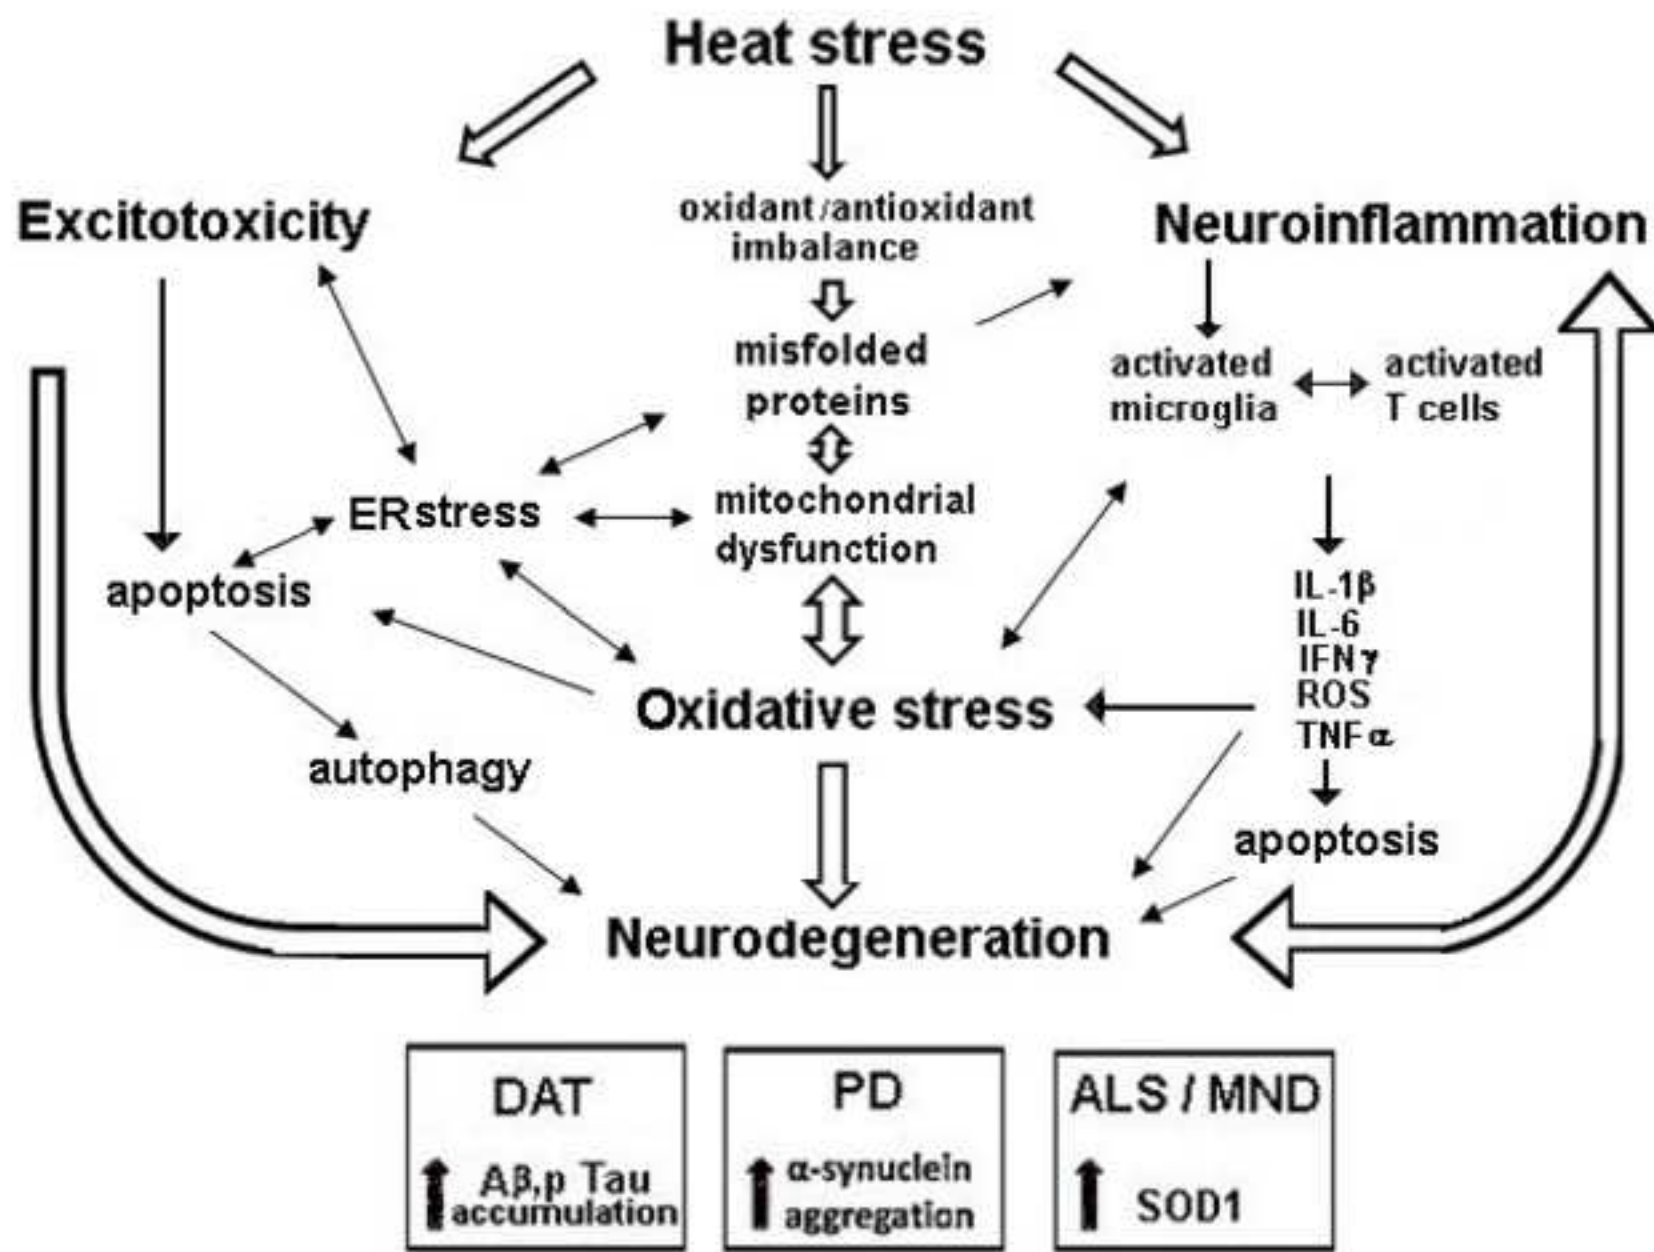 Heat stress
Excitotoxicity
oxidant/antioxidant
imbalance
Neuroinflammation
misfolded
proteins
activated
microglia
activated
T cells
ER stress
mitochondrial
dysfunction
apoptosis
IL-1β
IL-6
IFNγ
ROS
TNFα
Oxidative stress
autophagy
apoptosis
Neurodegeneration
DAT
Aβ,p Tau
accumulation
PD
α-synuclein
aggregation
ALS / MND
SOD1